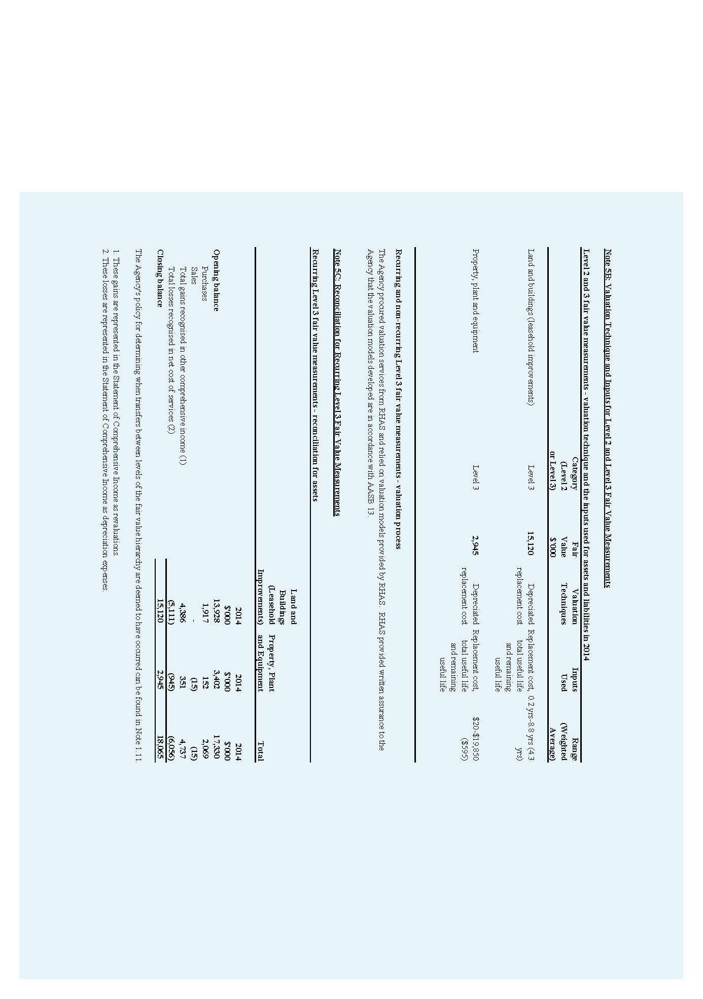 Note 5B: Valuation Technique and Inputs for Level 2 and Level 3 Fair Value Measurements
Level 2 and 3 fair value measurements - valuation technique and the inputs used for assets and liabilities in 2014
Category Fair Valuation Inputs Range
(Level 2 Value Techniques Used (Weighted
or Level 3) $'000 Average)
Land and buildings (leasehold improvements) Level 3 15,120 Depreciated Replacement cost, 0.2 yrs-8.8 yrs (4.3
replacement cost total useful life yrs)
and remaining
useful life
Property, plant and equipment Level 3 2,945 Depreciated Replacement cost, $20-$19,850
replacement cost total useful life ($595)
and remaining
useful life
Recurring and non-recurring Level 3 fair value measurements - valuation process
The Agency procured valuation services from RHAS and relied on valuation models provided by RHAS. RHAS provided written assurance to the
Agency that the valuation models developed are in accordance with AASB 13.
Note 5C: Reconciliation for Recurring Level 3 Fair Value Measurements
Recurring Level 3 fair value measurements - reconciliation for assets
Land and
Buildings
(Leasehold Property, Plant
Improvements) and Equipment Total
2014 2014 2014
$'000 $'000 $'000
Opening balance 13,928 3,402 17,330
Purchases 1,917 152 2,069
Sales - (15) (15)
Total gains recognised in other comprehensive income (1) 4,386 351 4,737
Total losses recognised in net cost of services (2) (5,111) (945) (6,056)
Closing balance 15,120 2,945 18,065
The Agency's policy for determining when transfers between levels of the fair value hierarchy are deemed to have occurred can be found in Note 1.11.
1. These gains are represented in the Statement of Comprehensive Income as revaluations.
2. These losses are represented in the Statement of Comprehensive Income as depreciation expenses.